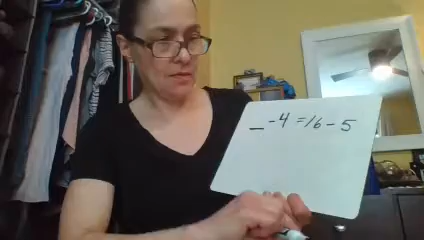 _ - 4 = 16 - 5